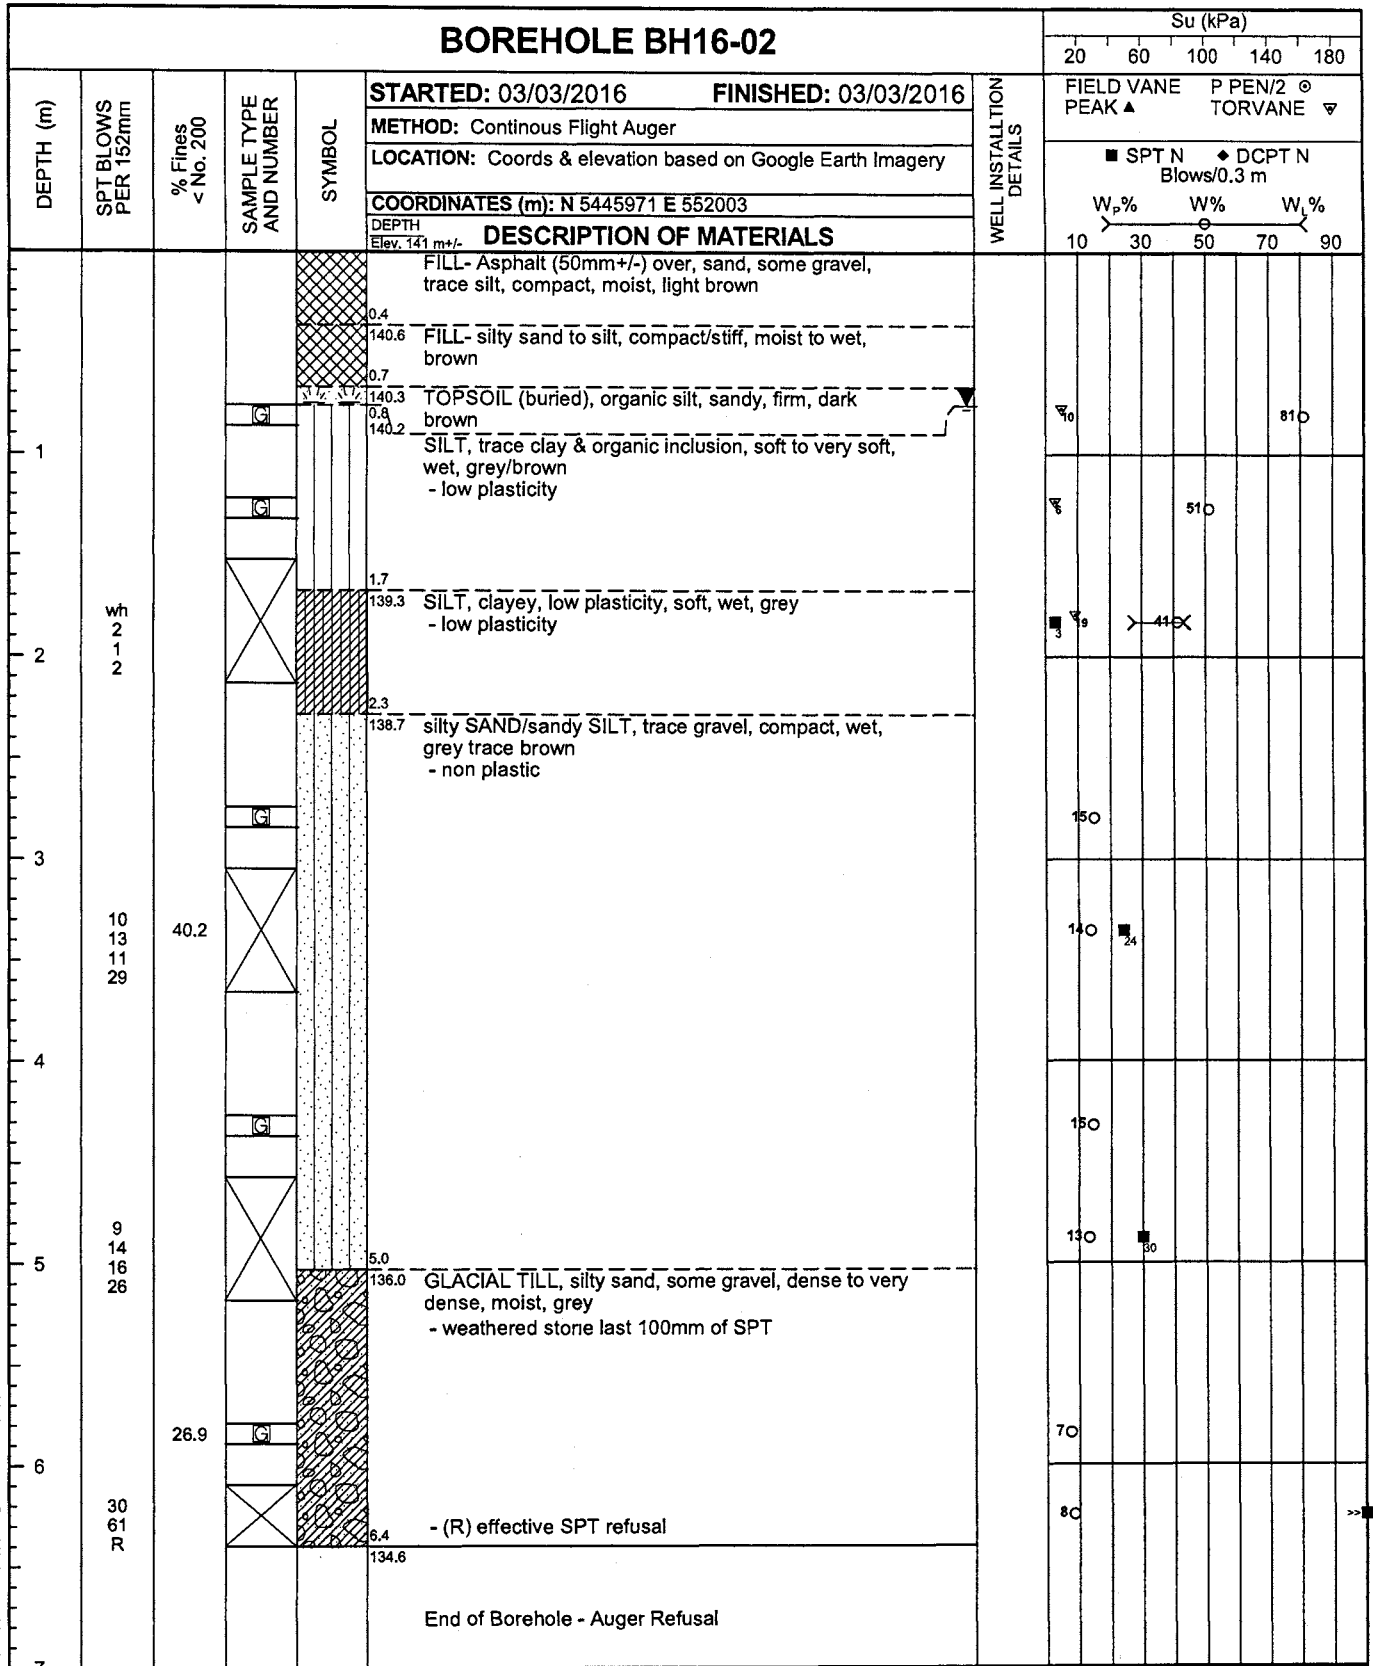 BOREHOLE BH16-02
Su (kPa)
20 60 100 140 180
DEPTH (m)
SPT BLOWS
PER 152mm
% Fines
< No. 200
SAMPLE TYPE
AND NUMBER
SYMBOL
STARTED: 03/03/2016 FINISHED: 03/03/2016
METHOD: Continous Flight Auger
LOCATION: Coords & elevation based on Google Earth Imagery
COORDINATES (m): N 5445971 E 552003
DEPTH
Elev. 141 m+/- DESCRIPTION OF MATERIALS
WELL INSTALLTION
DETAILS
FIELD VANE P PEN/2 ⊙
PEAK ▲ TORVANE
■ SPT N ◆ DCPT N
Blows/0.3 m
Wp% W% WL%
10 30 50 70 90
FILL- Asphalt (50mm+/-) over, sand, some gravel,
trace silt, compact, moist, light brown
0.4
140.6 FILL- silty sand to silt, compact/stiff, moist to wet,
brown
0.7
140.3 TOPSOIL (buried), organic silt, sandy, firm, dark
brown
G
0.8
140.2
10
81
1
SILT, trace clay & organic inclusion, soft to very soft,
wet, grey/brown
- low plasticity
G
51
1.7
139.3 SILT, clayey, low plasticity, soft, wet, grey
- low plasticity
wh
2
1
2
3
19
41
2
2.3
138.7 silty SAND/sandy SILT, trace gravel, compact, wet,
grey trace brown
- non plastic
G
15
3
10
13
11
29
40.2
14
24
4
G
15
9
14
16
26
13
30
5
5.0
136.0 GLACIAL TILL, silty sand, some gravel, dense to very
dense, moist, grey
- weathered stone last 100mm of SPT
26.9
G
7
6
30
61
R
8
>>
- (R) effective SPT refusal
6.4
134.6
End of Borehole - Auger Refusal
7